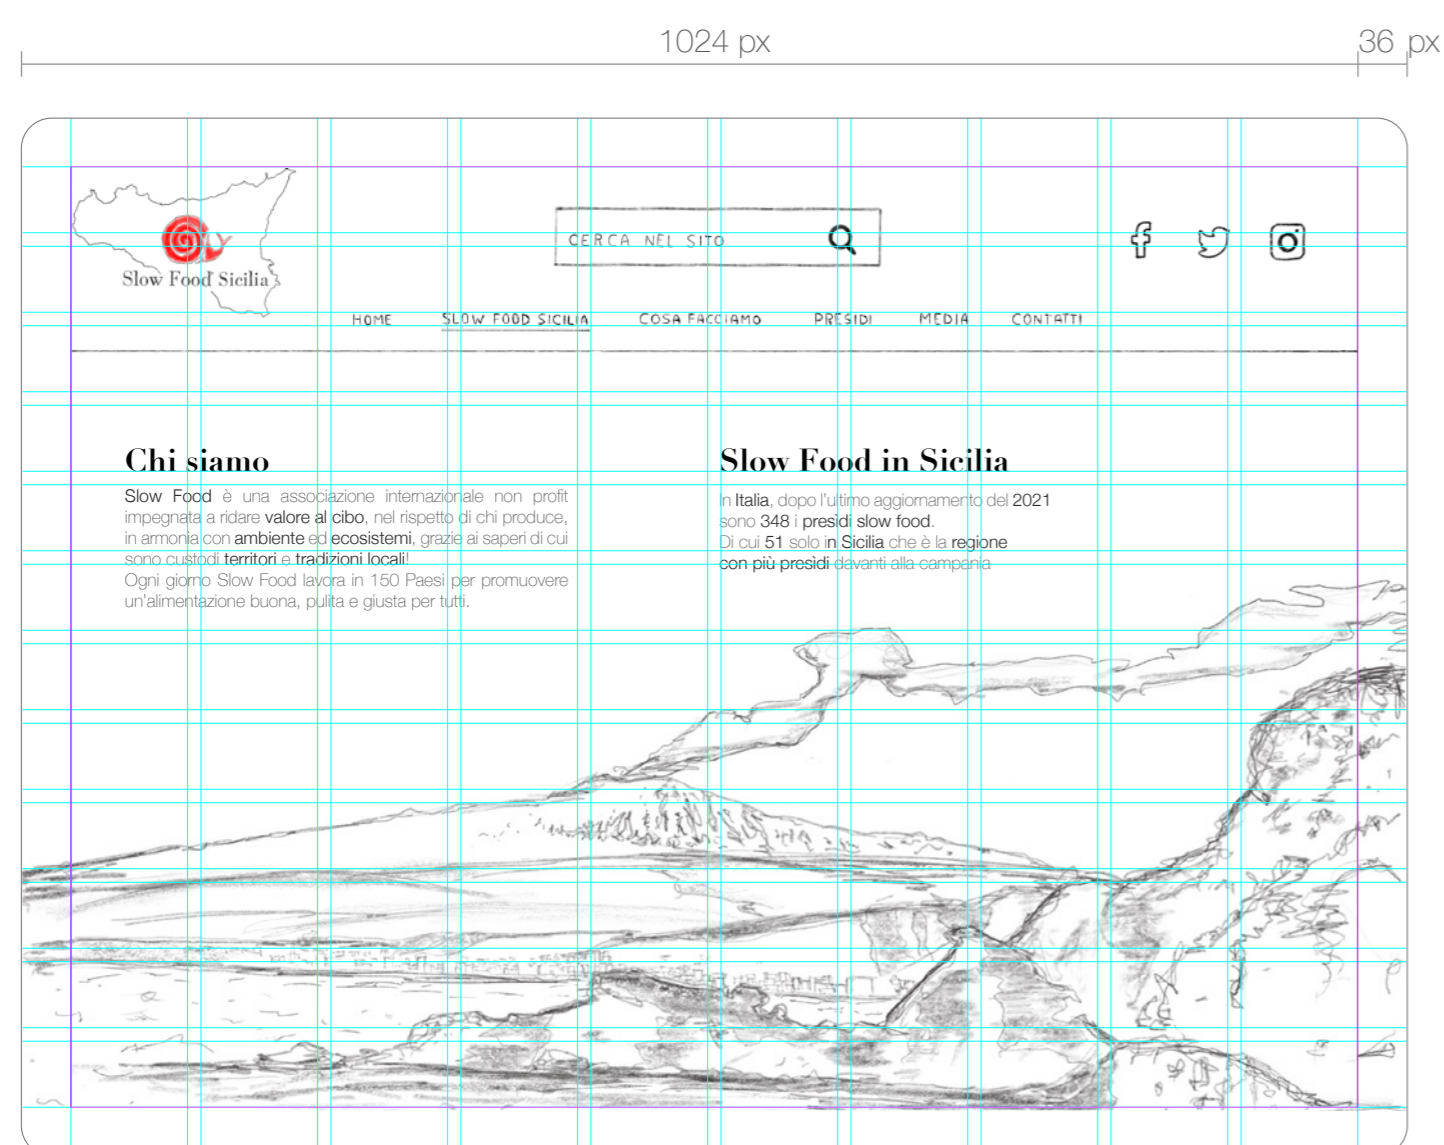 1024 px
36 px
Slow Food Sicilia
CERCA NEL SITO
HOME SLOW FOOD SICILIA COSA FACCIAMO PRESIDI MEDIA CONTATTI
Chi siamo
Slow Food è una associazione internazionale non profit
impegnata a ridare valore al cibo, nel rispetto di chi produce,
in armonia con ambiente ed ecosistemi, grazie ai saperi di cui
sono custodi territori e tradizioni locali!
Ogni giorno Slow Food lavora in 150 Paesi per promuovere
un'alimentazione buona, pulita e giusta per tutti.
Slow Food in Sicilia
In Italia, dopo l'ultimo aggiornamento del 2021
sono 348 i presìdi slow food.
Di cui 51 solo in Sicilia che è la regione
con più presìdi davanti alla campania